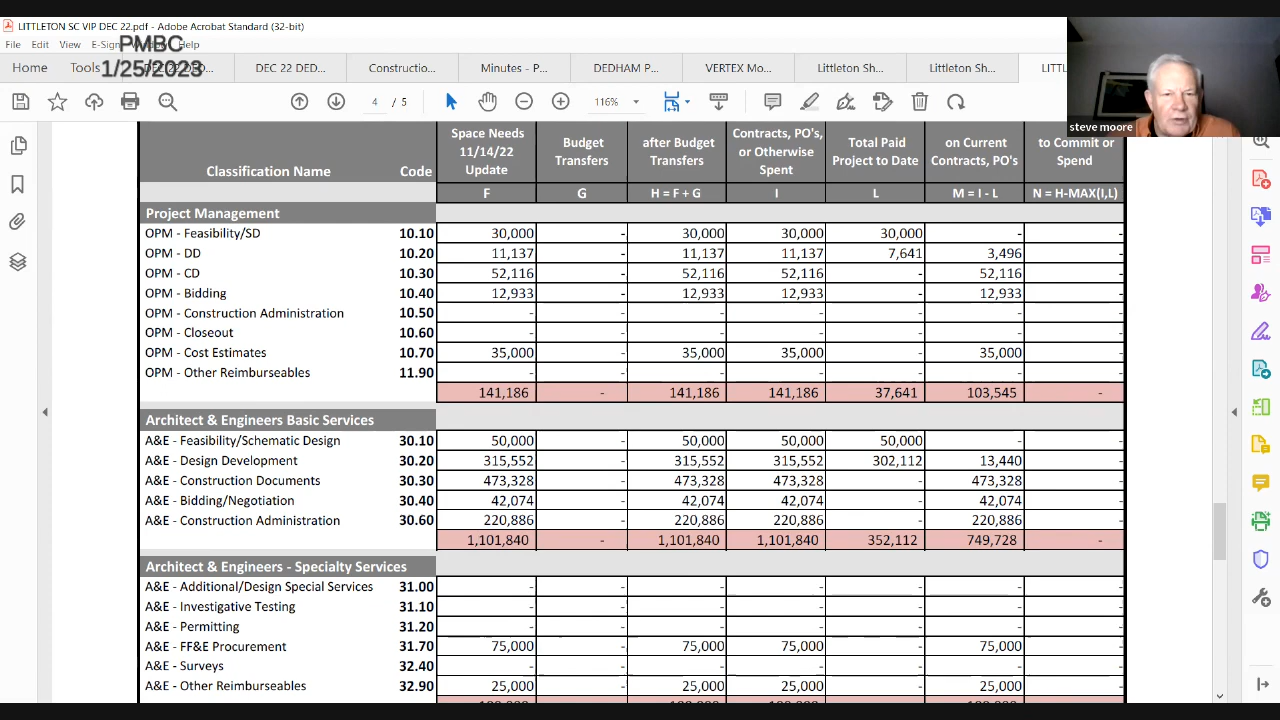 LITTLETON SC VIP DEC 22.pdf - Adobe Acrobat Standard (32-bit)
File Edit View E-Sign Help
PMBC
1/25/2023
Home Tools DEC 22 DED... Constructio... Minutes - P... DEDHAM P... VERTEX Mo... Littleton Sh... Littleton Sh...
4 / 5 116%
steve moore
Classification Name Code Space Needs 11/14/22 Update Budget Transfers after Budget Transfers Contracts, PO's, or Otherwise Spent Total Paid Project to Date on Current Contracts, PO's to Commit or Spend
F G H = F + G I L M = I - L N = H-MAX(I,L)
Project Management
OPM - Feasibility/SD 10.10 30,000 - 30,000 30,000 30,000 - -
OPM - DD 10.20 11,137 - 11,137 11,137 7,641 3,496 -
OPM - CD 10.30 52,116 - 52,116 52,116 - 52,116 -
OPM - Bidding 10.40 12,933 - 12,933 12,933 - 12,933 -
OPM - Construction Administration 10.50 - - - - - - -
OPM - Closeout 10.60 - - - - - - -
OPM - Cost Estimates 10.70 35,000 - 35,000 35,000 - 35,000 -
OPM - Other Reimburseables 11.90 - - - - - - -
141,186 - 141,186 141,186 37,641 103,545 -
Architect & Engineers Basic Services
A&E - Feasibility/Schematic Design 30.10 50,000 - 50,000 50,000 50,000 - -
A&E - Design Development 30.20 315,552 - 315,552 315,552 302,112 13,440 -
A&E - Construction Documents 30.30 473,328 - 473,328 473,328 - 473,328 -
A&E - Bidding/Negotiation 30.40 42,074 - 42,074 42,074 - 42,074 -
A&E - Construction Administration 30.60 220,886 - 220,886 220,886 - 220,886 -
1,101,840 - 1,101,840 1,101,840 352,112 749,728 -
Architect & Engineers - Specialty Services
A&E - Additional/Design Special Services 31.00 - - - - - - -
A&E - Investigative Testing 31.10 - - - - - - -
A&E - Permitting 31.20 - - - - - - -
A&E - FF&E Procurement 31.70 75,000 - 75,000 75,000 - 75,000 -
A&E - Surveys 32.40 - - - - - - -
A&E - Other Reimburseables 32.90 25,000 - 25,000 25,000 - 25,000 -